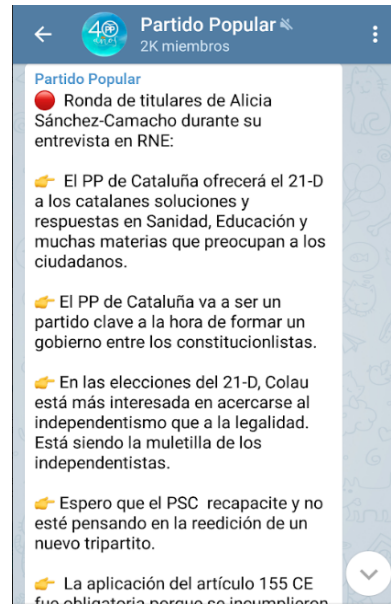 Partido Popular
2K miembros
Partido Popular
Ronda de titulares de Alicia
Sánchez-Camacho durante su
entrevista en RNE:
El PP de Cataluña ofrecerá el 21-D
a los catalanes soluciones y
respuestas en Sanidad, Educación y
muchas materias que preocupan a los
ciudadanos.
El PP de Cataluña va a ser un
partido clave a la hora de formar un
gobierno entre los constitucionlistas.
En las elecciones del 21-D, Colau
está más interesada en acercarse al
independentismo que a la legalidad.
Está siendo la muletilla de los
independentistas.
Espero que el PSC recapacite y no
esté pensando en la reedición de un
nuevo tripartito.
La aplicación del artículo 155 CE
fue obligatoria porque se incumplieron